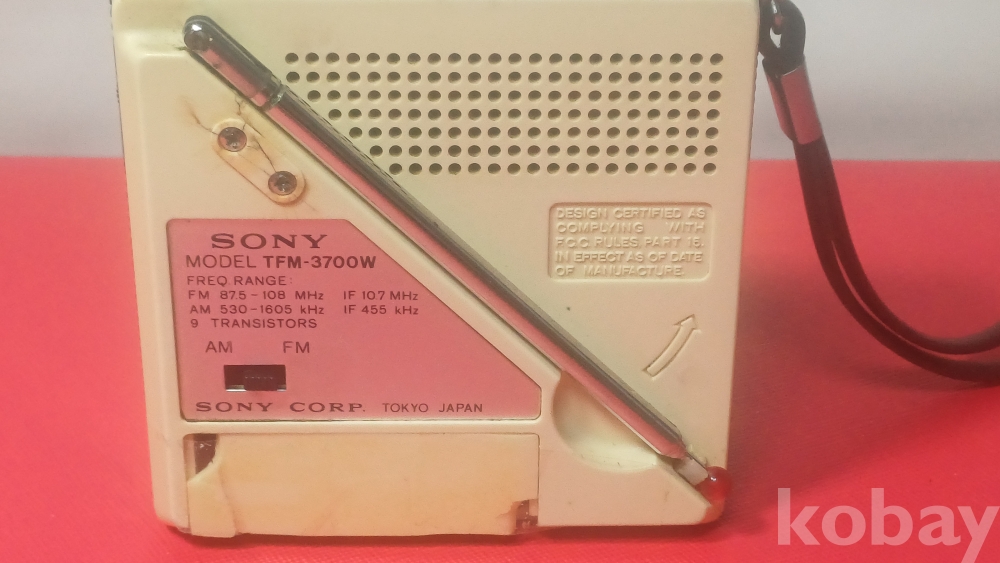 DESIGN CERTIFIED AS
COMPLYING WITH
F.C.C. RULES, PART 15.
IN EFFECT AS OF DATE
OF MANUFACTURE.
SONY
MODEL TFM-3700W
FREQ. RANGE:
FM 87.5 - 108 MHz IF 10.7 MHz
AM 530 - 1605 kHz IF 455 kHz
9 TRANSISTORS
AM FM
SONY CORP. TOKYO JAPAN
kobay